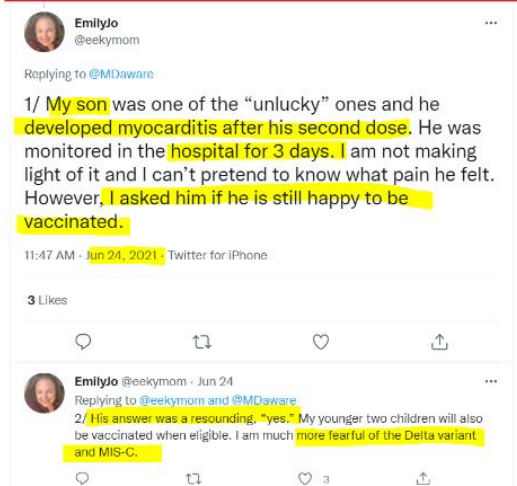 EmilyJo
@eekymom
Replying to @MDaware
1/ My son was one of the “unlucky” ones and he
developed myocarditis after his second dose. He was
monitored in the hospital for 3 days. I am not making
light of it and I can’t pretend to know what pain he felt.
However, I asked him if he is still happy to be
vaccinated.
11:47 AM · Jun 24, 2021 · Twitter for iPhone
3 Likes
EmilyJo @eekymom · Jun 24
Replying to @eekymom and @MDaware
2/ His answer was a resounding, “yes.” My younger two children will also
be vaccinated when eligible. I am much more fearful of the Delta variant
and MIS-C.
3